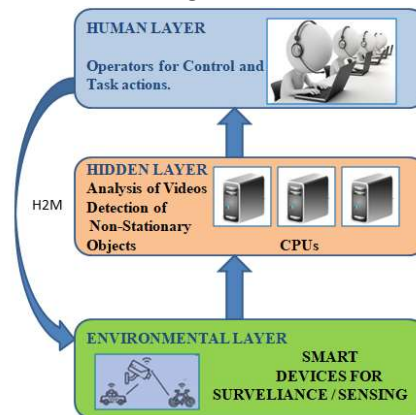 HUMAN LAYER
Operators for Control and
Task actions.
H2M
HIDDEN LAYER
Analysis of Videos
Detection of
Non-Stationary
Objects
CPUs
ENVIRONMENTAL LAYER
SMART
DEVICES FOR
SURVELIANCE / SENSING